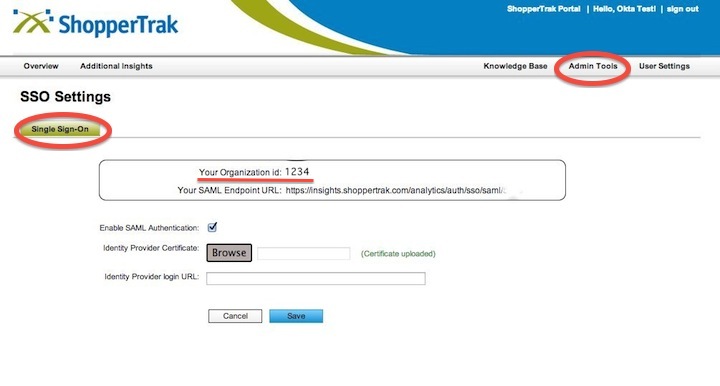 ShopperTrak
ShopperTrak Portal | Hello, Okta Test! | sign out
Overview Additional Insights Knowledge Base Admin Tools User Settings
SSO Settings
Single Sign-On
Your Organization id: 1234
Your SAML Endpoint URL: https://insights.shoppertrak.com/analytics/auth/sso/saml/
Enable SAML Authentication:
Identity Provider Certificate: Browse (Certificate uploaded)
Identity Provider login URL:
Cancel Save